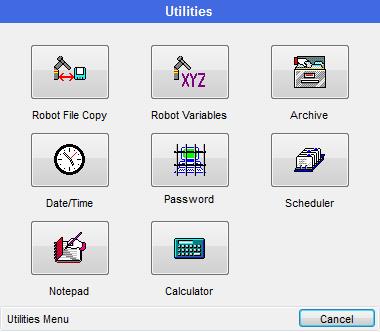 Utilities
XYZ
Robot File Copy
Robot Variables
Archive
Date/Time
Password
Scheduler
Notepad
Calculator
Utilities Menu
Cancel